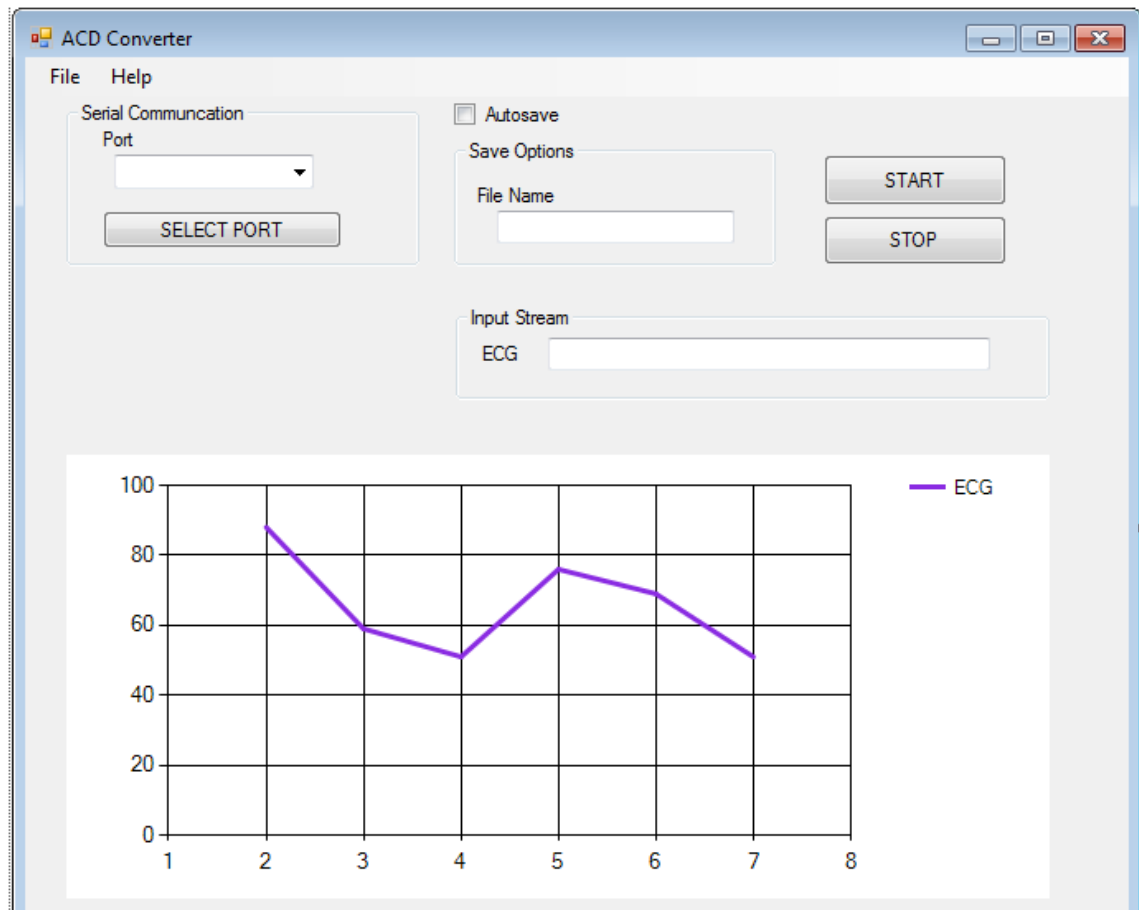 ACD Converter
File Help
Serial Communcation
Port
SELECT PORT
Autosave
Save Options
File Name
START
STOP
Input Stream
ECG
100
80
60
40
20
0
1 2 3 4 5 6 7 8
ECG